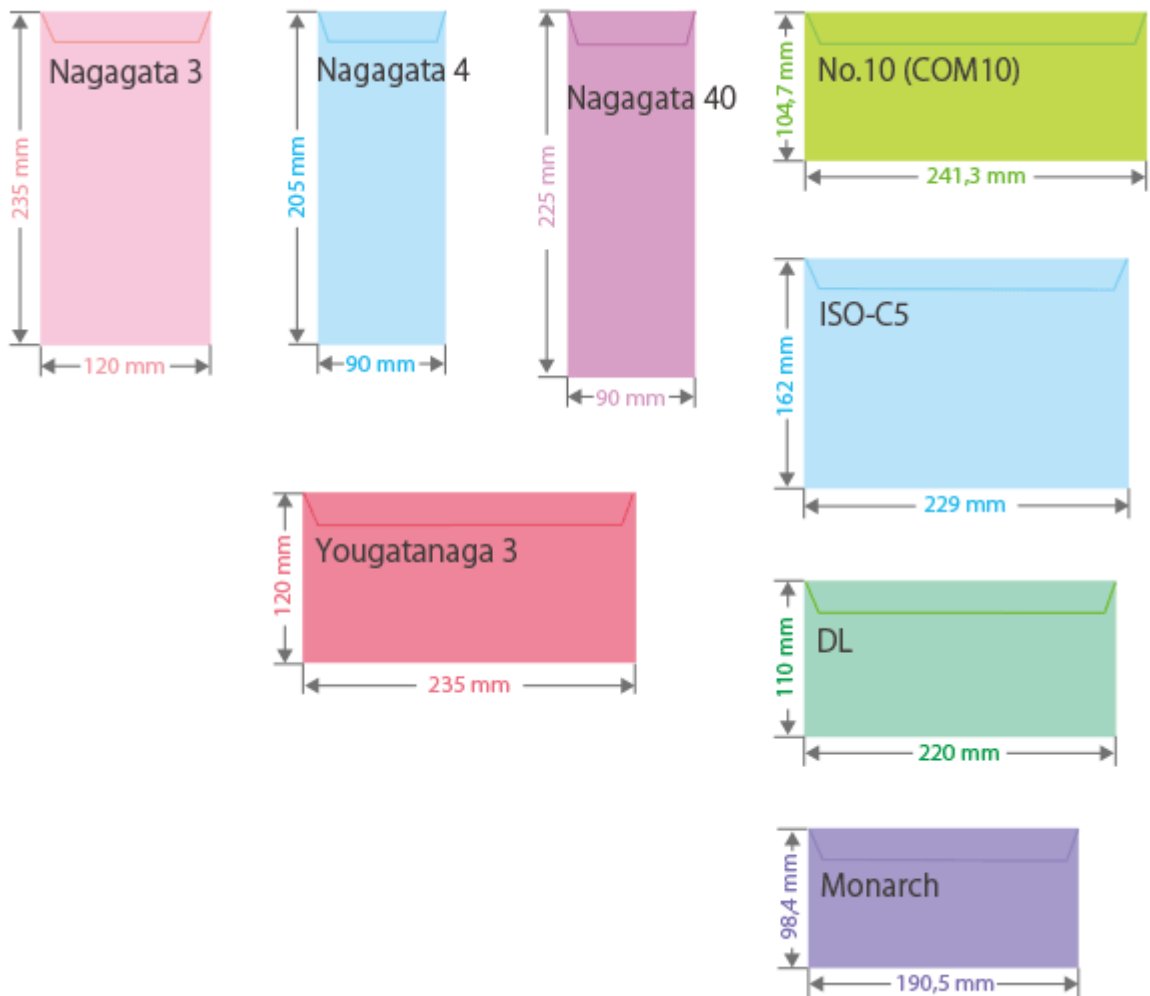 Nagagata 3
235 mm
120 mm
Nagagata 4
205 mm
90 mm
Nagagata 40
225 mm
90 mm
No.10 (COM10)
104,7 mm
241,3 mm
ISO-C5
162 mm
229 mm
Yougatanaga 3
120 mm
235 mm
DL
110 mm
220 mm
Monarch
98,4 mm
190,5 mm